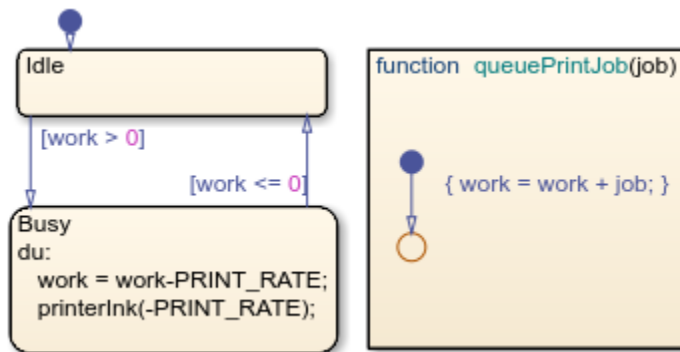 Idle
[work > 0]
[work <= 0]
Busy
du:
work = work-PRINT_RATE;
printerInk(-PRINT_RATE);
function queuePrintJob(job)
{ work = work + job; }